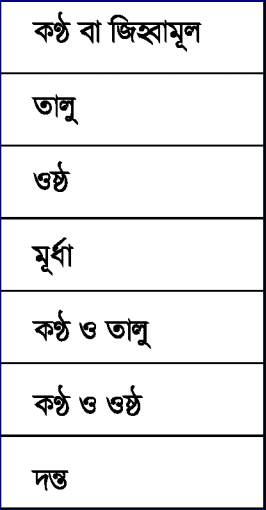 কণ্ঠ বা জিহ্বামূল
তালু
ওষ্ঠ
মূর্ধা
কণ্ঠ ও তালু
কণ্ঠ ও ওষ্ঠ
দন্ত